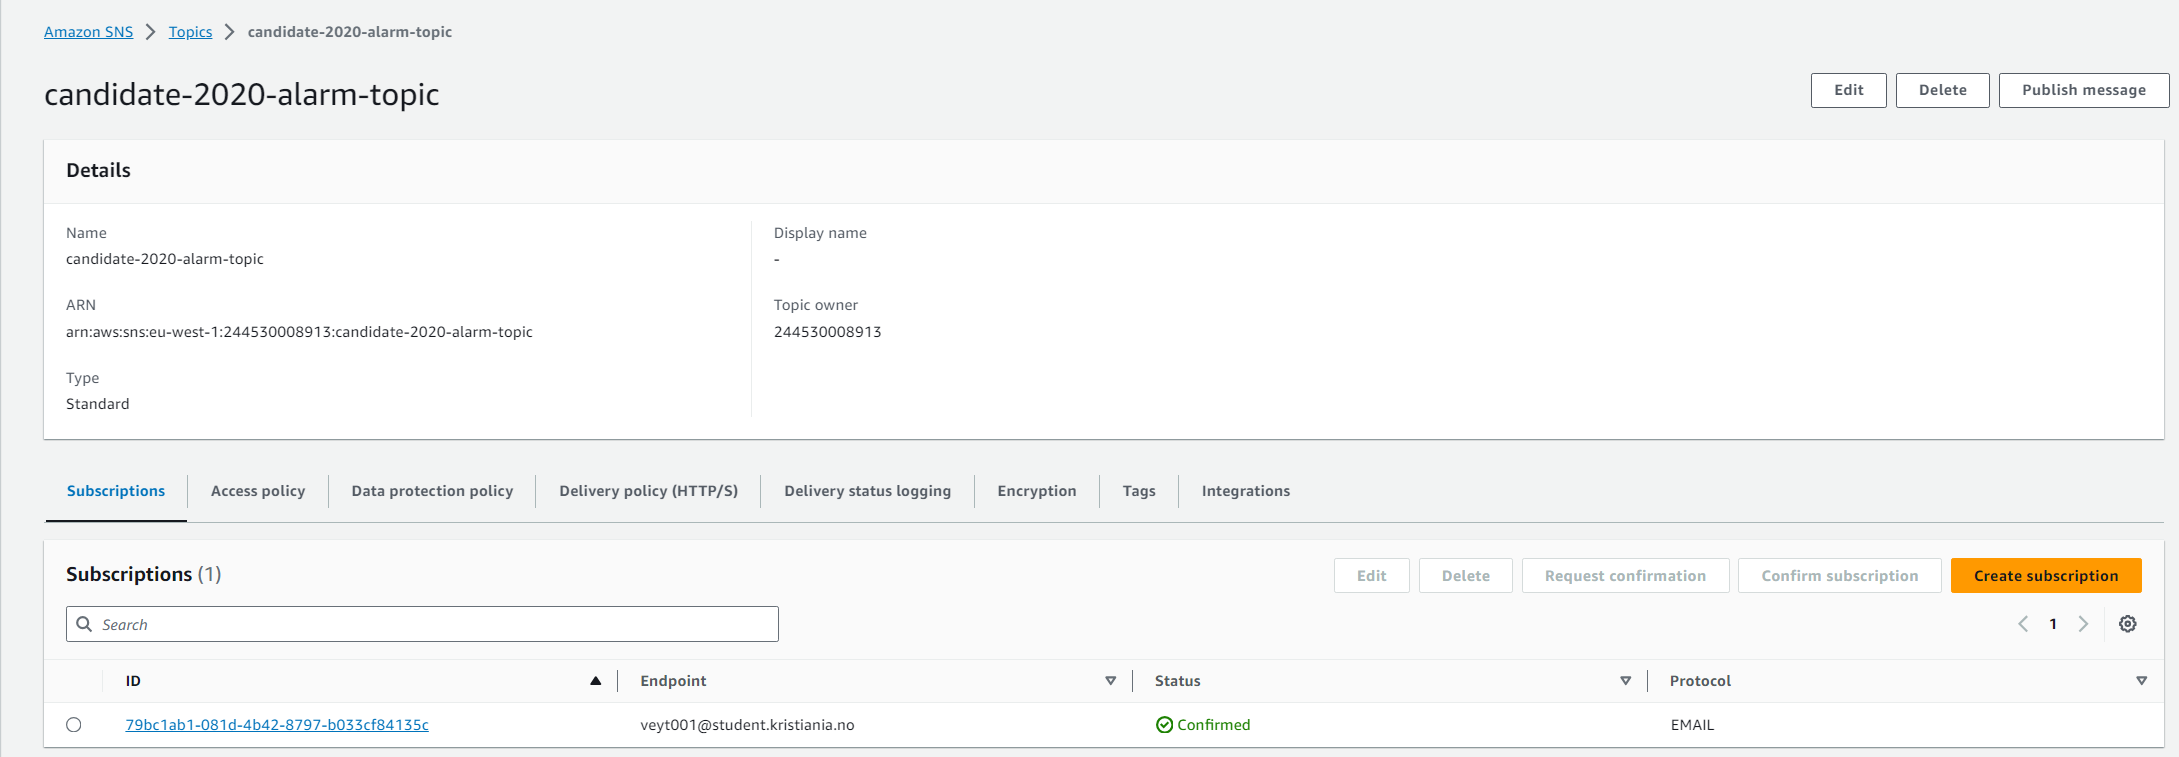 Amazon SNS > Topics > candidate-2020-alarm-topic
candidate-2020-alarm-topic
Edit Delete Publish message
Details
Name
candidate-2020-alarm-topic
Display name
-
ARN
arn:aws:sns:eu-west-1:244530008913:candidate-2020-alarm-topic
Topic owner
244530008913
Type
Standard
Subscriptions Access policy Data protection policy Delivery policy (HTTP/S) Delivery status logging Encryption Tags Integrations
Subscriptions (1)
Edit Delete Request confirmation Confirm subscription Create subscription
Search
1
ID Endpoint Status Protocol
79bc1ab1-081d-4b42-8797-b033cf84135c veyt001@student.kristiania.no Confirmed EMAIL